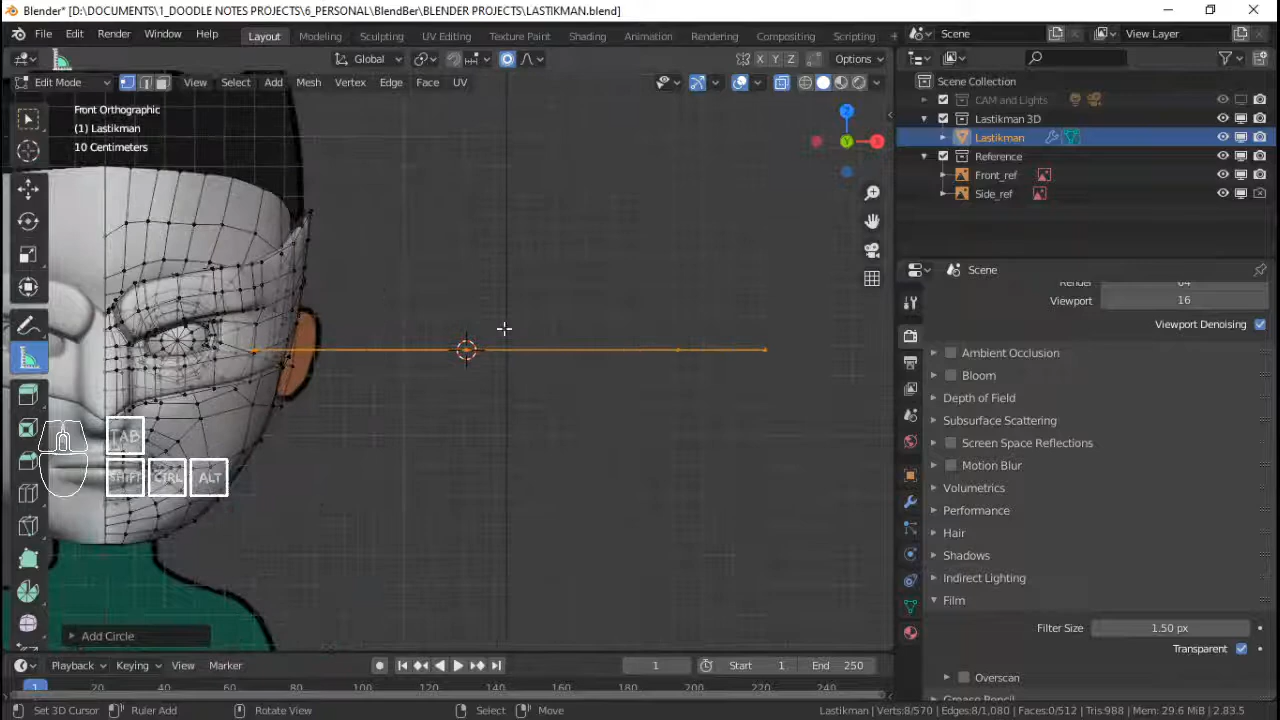 Blender* [D:\DOCUMENTS\1_DOODLE NOTES PROJECTS\6_PERSONAL\BlendBer\BLENDER PROJECTS\LASTIKMAN.blend]
File Edit Render Window Help Layout Modeling Sculpting UV Editing Texture Paint Shading Animation Rendering Compositing Scripting Scene View Layer
Global Options
Edit Mode View Select Add Mesh Vertex Edge Face UV
X Y Z
Front Orthographic
(1) Lastikman
10 Centimeters
Z
Scene Collection
CAM and Lights
Lastikman 3D
Lastikman
Reference
Front_ref
Side_ref
Scene
Render 64
Viewport 16
Viewport Denoising
Ambient Occlusion
Bloom
Depth of Field
Subsurface Scattering
Screen Space Reflections
Motion Blur
Volumetrics
Performance
Hair
Shadows
Indirect Lighting
Film
Filter Size 1.50 px
Transparent
Overscan
Grease Pencil
TAB
SHIFT CTRL ALT
Add Circle
Playback Keying View Marker 1 Start 1 End 250
1 20 40 60 80 100 120 140 160 180 200 220 240
Set 3D Cursor Ruler Add Rotate View Select Move Lastikman | Verts:8/570 | Edges:8/1,080 | Faces:0/512 | Tris:988 | Mem: 29.6 MiB | 2.83.5